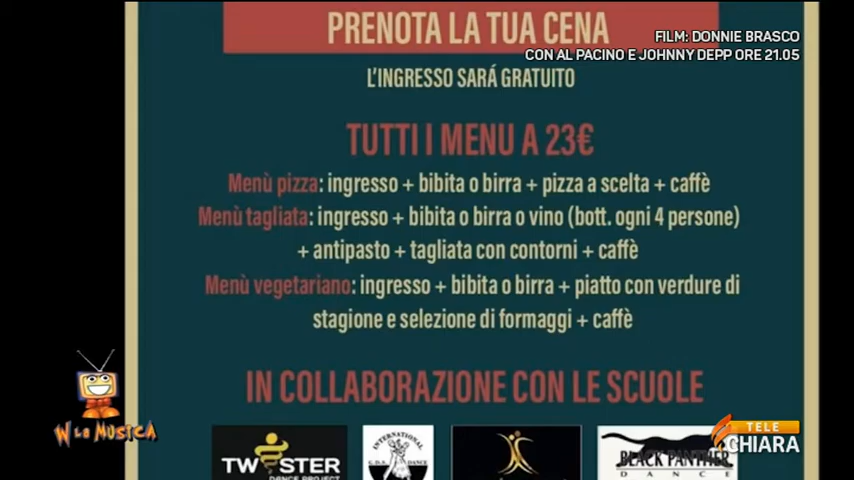 PRENOTA LA TUA CENA
FILM: DONNIE BRASCO
CON AL PACINO E JOHNNY DEPP ORE 21.05
L'INGRESSO SARÁ GRATUITO
TUTTI I MENU A 23€
Menù pizza: ingresso + bibita o birra + pizza a scelta + caffè
Menù tagliata: ingresso + bibita o birra o vino (bott. ogni 4 persone)
+ antipasto + tagliata con contorni + caffè
Menù vegetariano: ingresso + bibita o birra + piatto con verdure di
stagione e selezione di formaggi + caffè
IN COLLABORAZIONE CON LE SCUOLE
W LA MUSICA
TWISTER
DANCE PROJECT
INTERNATIONAL
DANCE
BLACK PANTHER
DANCE
TELE
CHIARA